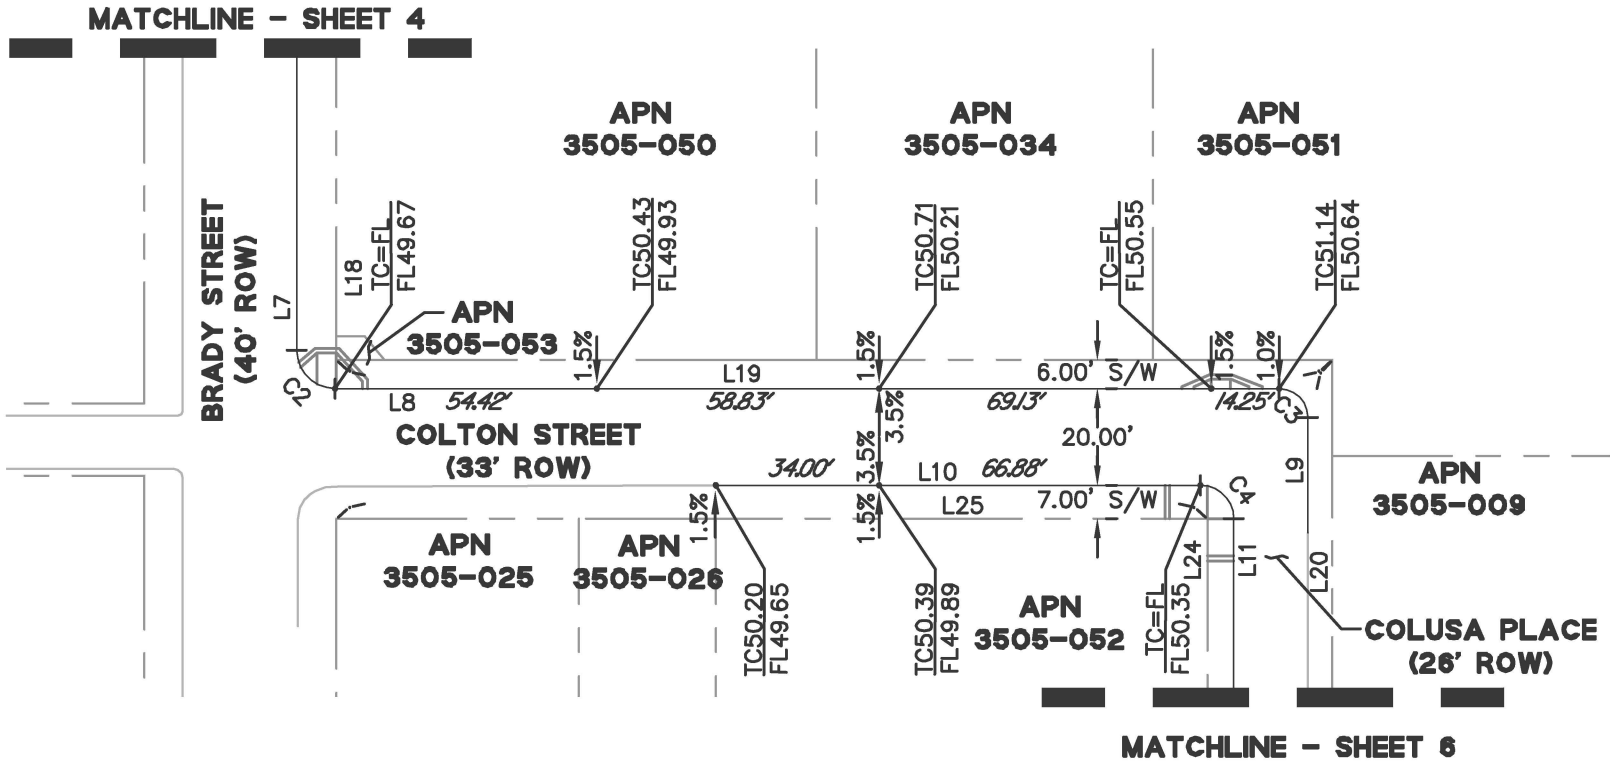 MATCHLINE - SHEET 4
APN
3505-050
APN
3505-034
APN
3505-051
BRADY STREET
(40' ROW)
L7
L18
TC=FL
FL49.67
TC50.43
FL49.93
TC50.71
FL50.21
TC=FL
FL50.55
TC51.14
FL50.64
APN
3505-053
1.5%
1.5%
.5%
1.0%
C2
L8
54.42'
L19
58.83'
69.13'
6.00' S/W
14.25'
C3
COLTON STREET
(33' ROW)
3.5%
3.5%
20.00'
34.00'
L10
66.88'
L9
C4
APN
3505-009
1.5%
1.5%
L25
7.00' S/W
APN
3505-025
APN
3505-026
TC50.20
FL49.65
TC50.39
FL49.89
APN
3505-052
TC=FL
FL50.35
L24
L11
L20
COLUSA PLACE
(26' ROW)
MATCHLINE - SHEET 6